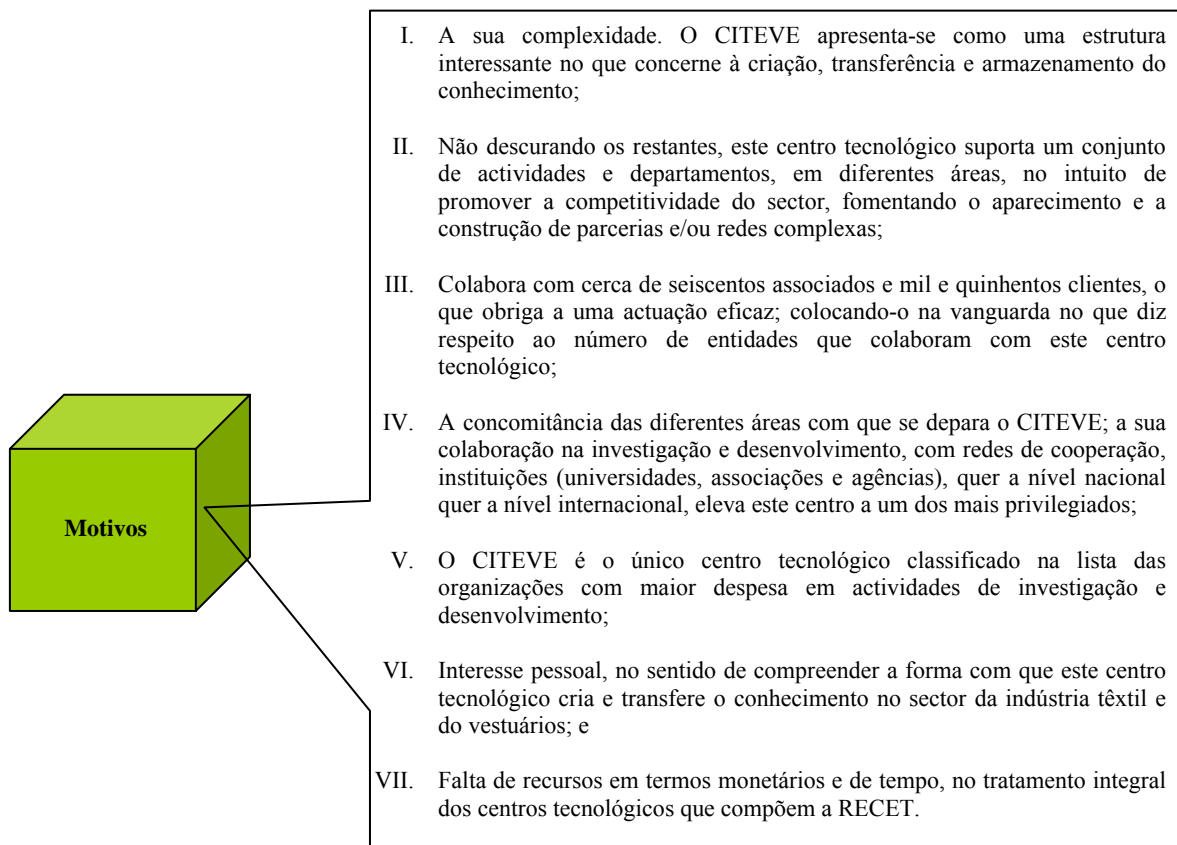 I. A sua complexidade. O CITEVE apresenta-se como uma estrutura
interessante no que concerne à criação, transferência e armazenamento do
conhecimento;
II. Não descurando os restantes, este centro tecnológico suporta um conjunto
de actividades e departamentos, em diferentes áreas, no intuito de
promover a competitividade do sector, fomentando o aparecimento e a
construção de parcerias e/ou redes complexas;
III. Colabora com cerca de seiscentos associados e mil e quinhentos clientes, o
que obriga a uma actuação eficaz; colocando-o na vanguarda no que diz
respeito ao número de entidades que colaboram com este centro
tecnológico;
IV. A concomitância das diferentes áreas com que se depara o CITEVE; a sua
colaboração na investigação e desenvolvimento, com redes de cooperação,
instituições (universidades, associações e agências), quer a nível nacional
quer a nível internacional, eleva este centro a um dos mais privilegiados;
Motivos
V. O CITEVE é o único centro tecnológico classificado na lista das
organizações com maior despesa em actividades de investigação e
desenvolvimento;
VI. Interesse pessoal, no sentido de compreender a forma com que este centro
tecnológico cria e transfere o conhecimento no sector da indústria têxtil e
do vestuários; e
VII. Falta de recursos em termos monetários e de tempo, no tratamento integral
dos centros tecnológicos que compõem a RECET.